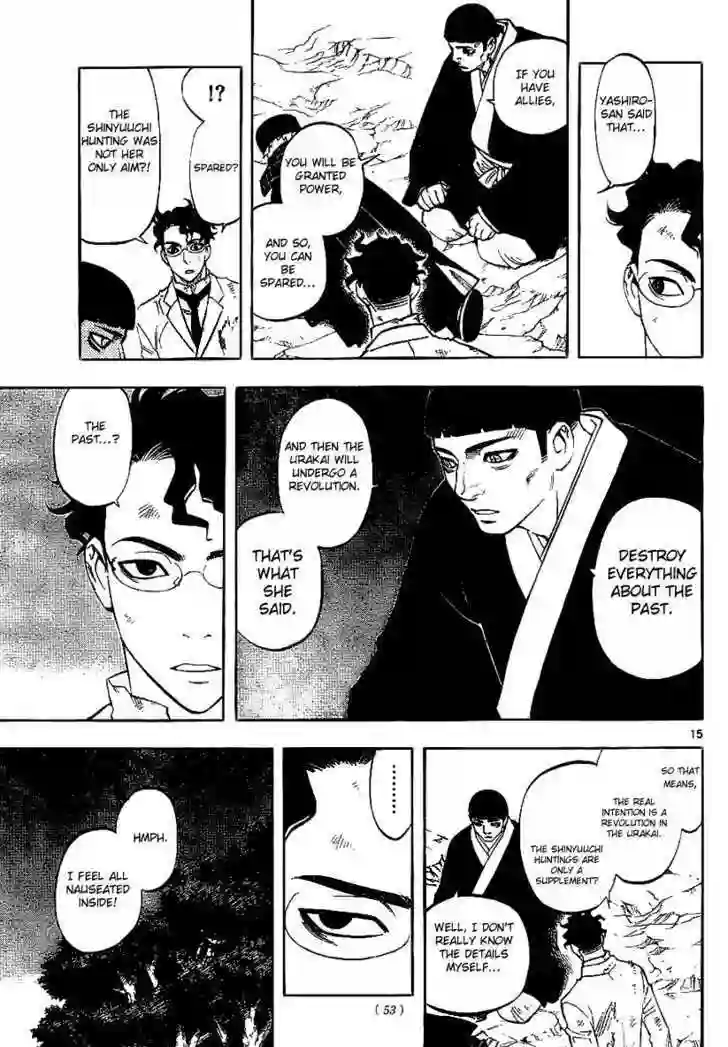 YASHIRO-
SAN SAID
THAT...
IF YOU
HAVE
ALLIES,
YOU WILL BE
GRANTED
POWER,
AND SO,
YOU CAN
BE
SPARED...
!?
SPARED?
THE
SHINYUUCHI
HUNTING WAS
NOT HER
ONLY AIM?!
DESTROY
EVERYTHING
ABOUT THE
PAST.
AND THEN THE
URAKAI WILL
UNDERGO A
REVOLUTION.
THAT'S
WHAT
SHE
SAID.
THE
PAST...?
15
SO THAT
MEANS,
THE REAL
INTENTION IS A
REVOLUTION IN
THE URAKAI.
THE SHINYUUCHI
HUNTINGS ARE
ONLY A
SUPPLEMENT?
WELL, I DON'T
REALLY KNOW
THE DETAILS
MYSELF...
........
HMPH.
I FEEL ALL
NAUSEATED
INSIDE!
( 53 )